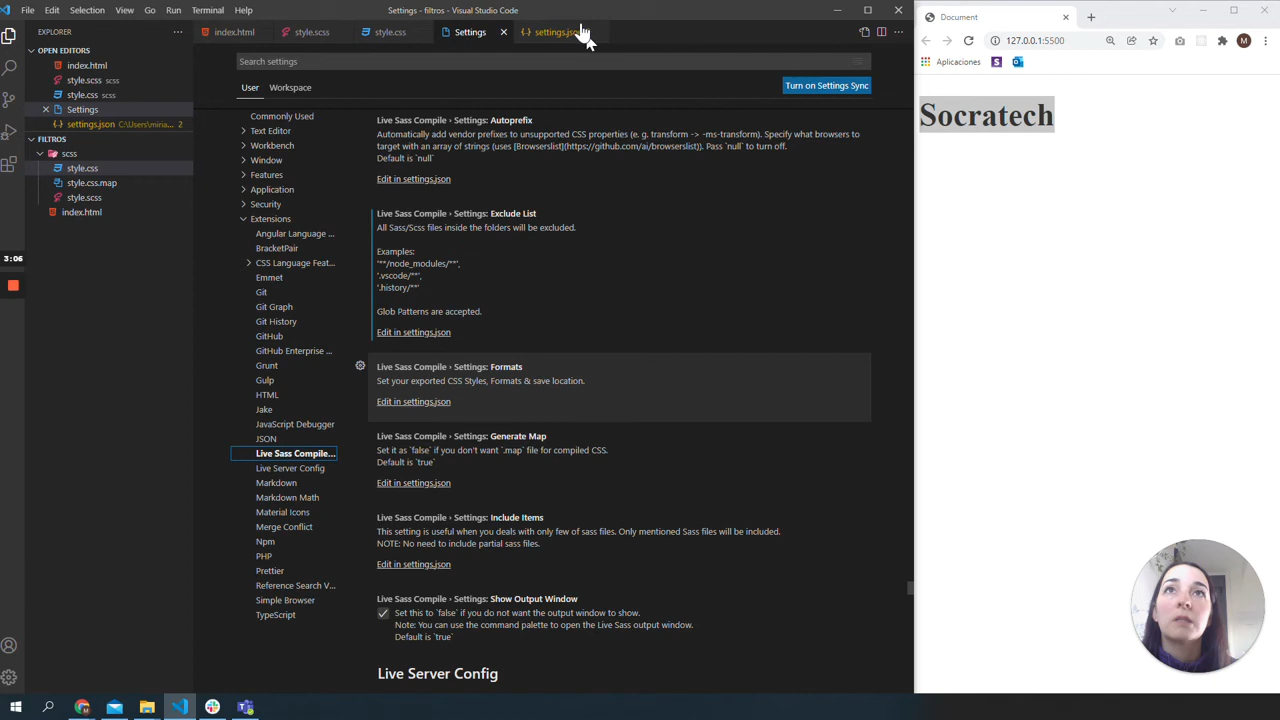 File Edit Selection View Go Run Terminal Help
Settings - filtros - Visual Studio Code
Document
EXPLORER
index.html
style.scss
style.css
Settings
127.0.0.1:5500
OPEN EDITORS
index.html
style.scss scss
style.css scss
Settings
settings.json C:\Users\miria... 2
FILTROS
scss
style.css
style.css.map
style.scss
index.html
3:06
Search settings
User Workspace
Turn on Settings Sync
Commonly Used
Text Editor
Workbench
Window
Features
Application
Security
Extensions
Angular Language ...
BracketPair
CSS Language Feat...
Emmet
Git
Git Graph
Git History
GitHub
GitHub Enterprise ...
Grunt
Gulp
HTML
Jake
JavaScript Debugger
JSON
Live Sass Compile...
Live Server Config
Markdown
Markdown Math
Material Icons
Merge Conflict
Npm
PHP
Prettier
Reference Search V...
Simple Browser
TypeScript
Live Sass Compile › Settings: Autoprefix
Automatically add vendor prefixes to unsupported CSS properties (e. g. transform -> -ms-transform). Specify what browsers to
target with an array of strings (uses [Browserslist](https://github.com/ai/browserslist)). Pass `null` to turn off.
Default is `null`
Edit in settings.json
Live Sass Compile › Settings: Exclude List
All Sass/Scss files inside the folders will be excluded.
Examples:
'**/node_modules/**',
'.vscode/**',
'.history/**'
Glob Patterns are accepted.
Edit in settings.json
Live Sass Compile › Settings: Formats
Set your exported CSS Styles, Formats & save location.
Edit in settings.json
Live Sass Compile › Settings: Generate Map
Set it as `false` if you don't want `.map` file for compiled CSS.
Default is `true`
Edit in settings.json
Live Sass Compile › Settings: Include Items
This setting is useful when you deals with only few of sass files. Only mentioned Sass files will be included.
NOTE: No need to include partial sass files.
Edit in settings.json
Live Sass Compile › Settings: Show Output Window
Set this to `false` if you do not want the output window to show.
Note: You can use the command palette to open the Live Sass output window.
Default is `true`
Live Server Config
Aplicaciones
M
Socratech